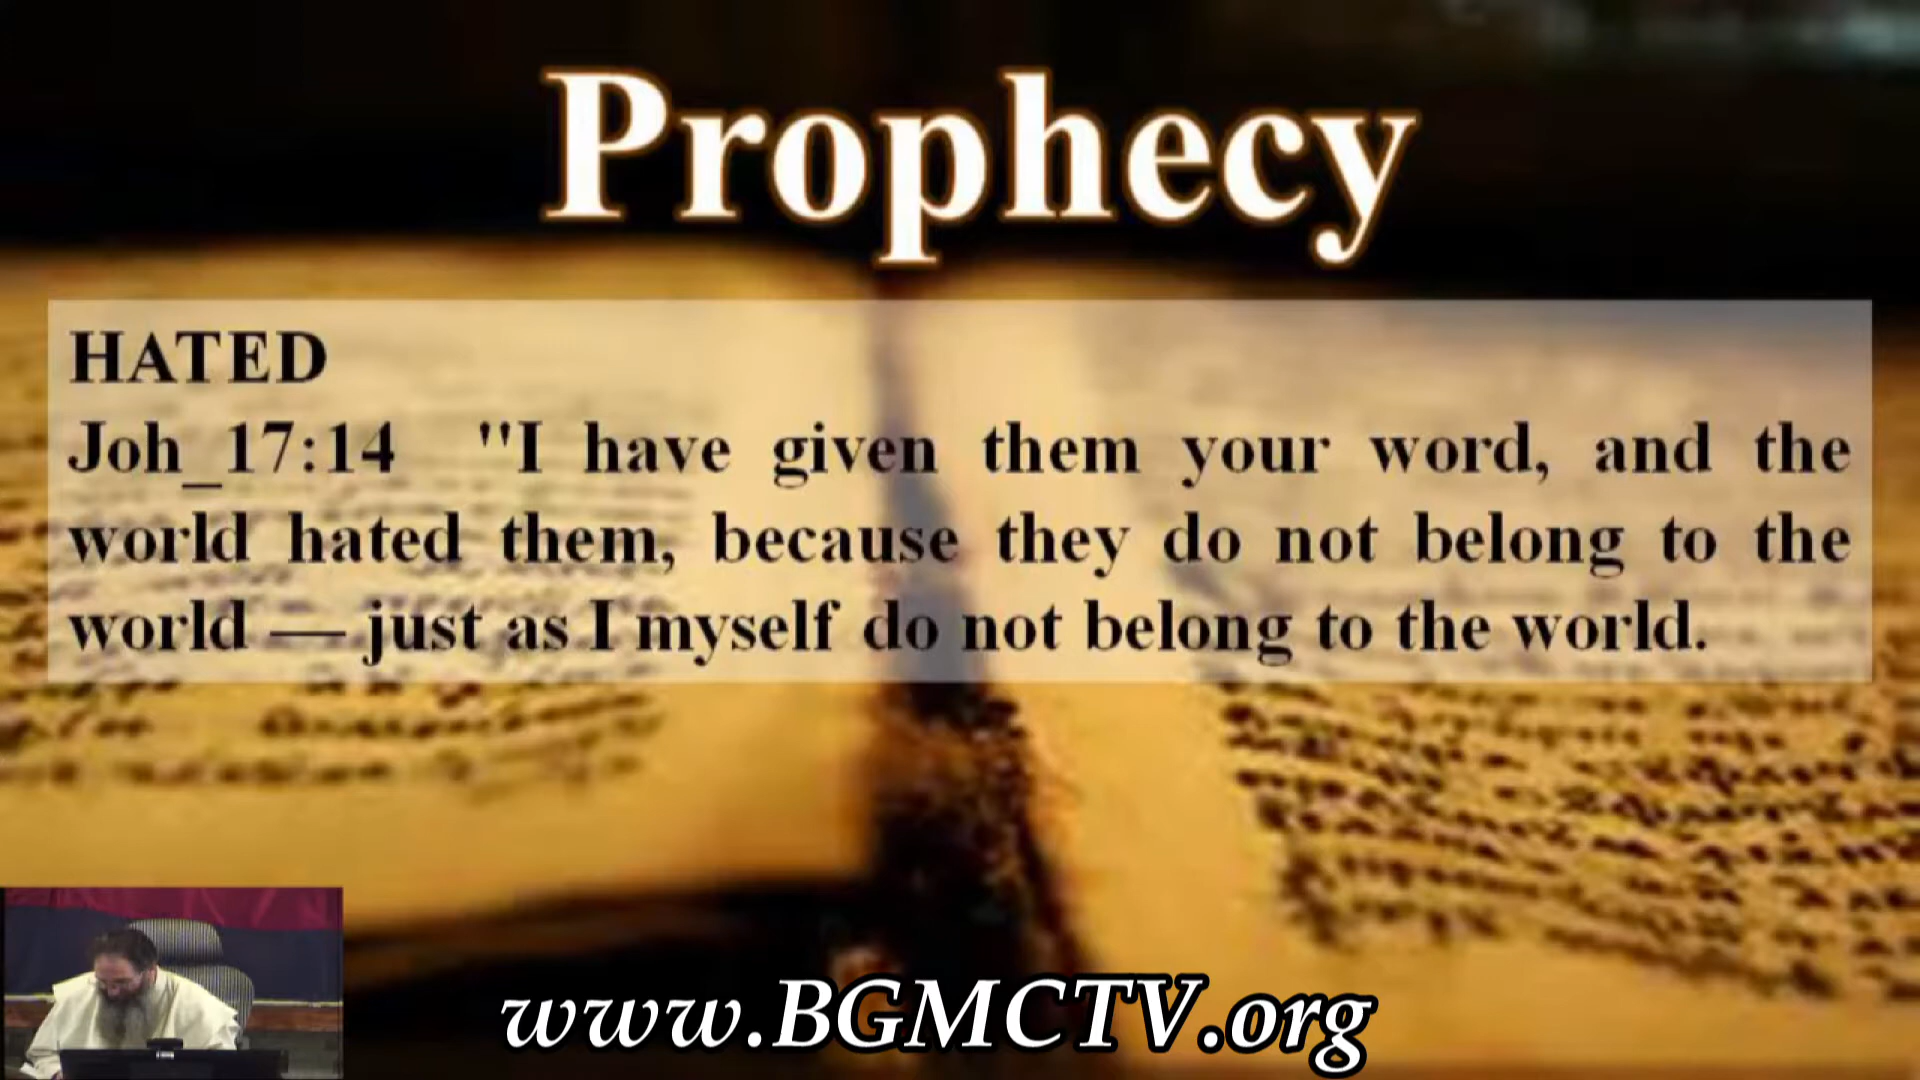 Prophecy
HATED
Joh_17:14 "I have given them your word, and the
world hated them, because they do not belong to the
world — just as I myself do not belong to the world.
www.BGMCTV.org